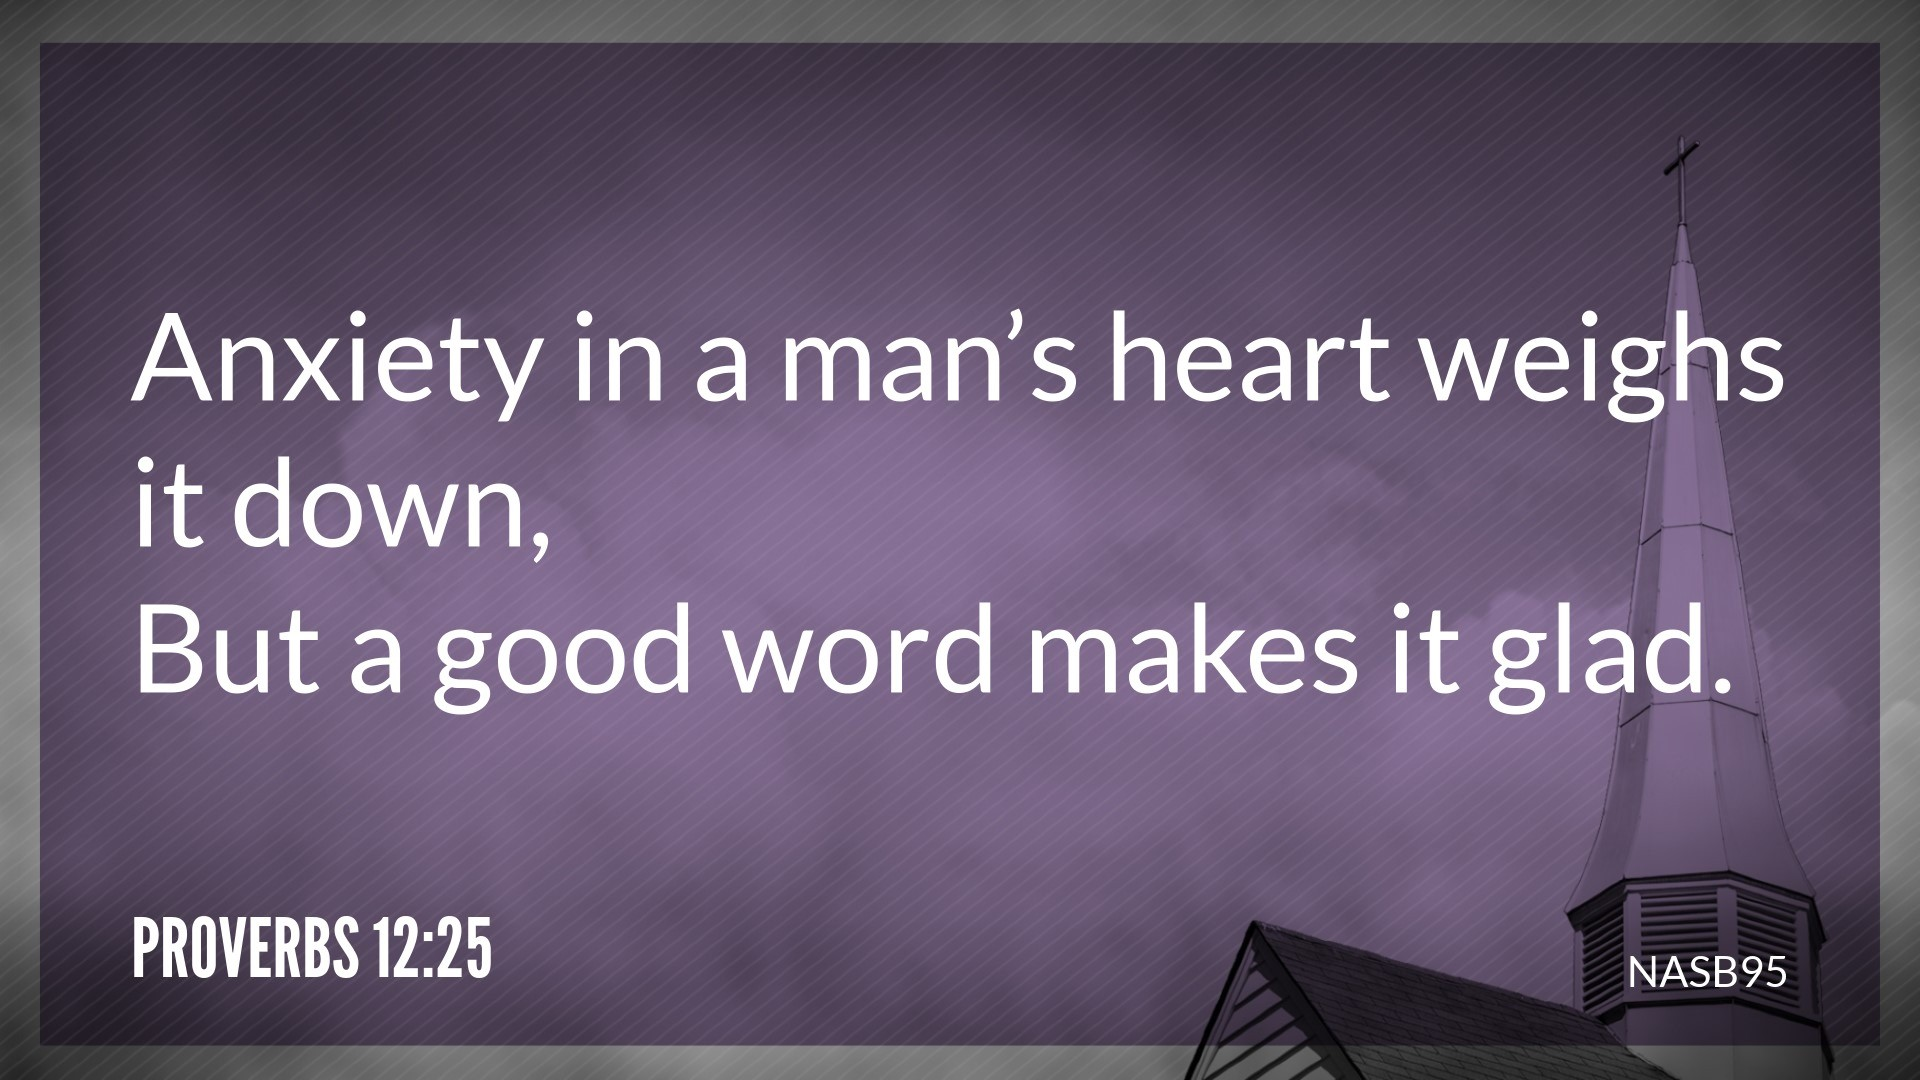 Anxiety in a man’s heart weighs
it down,
But a good word makes it glad.
PROVERBS 12:25
NASB95